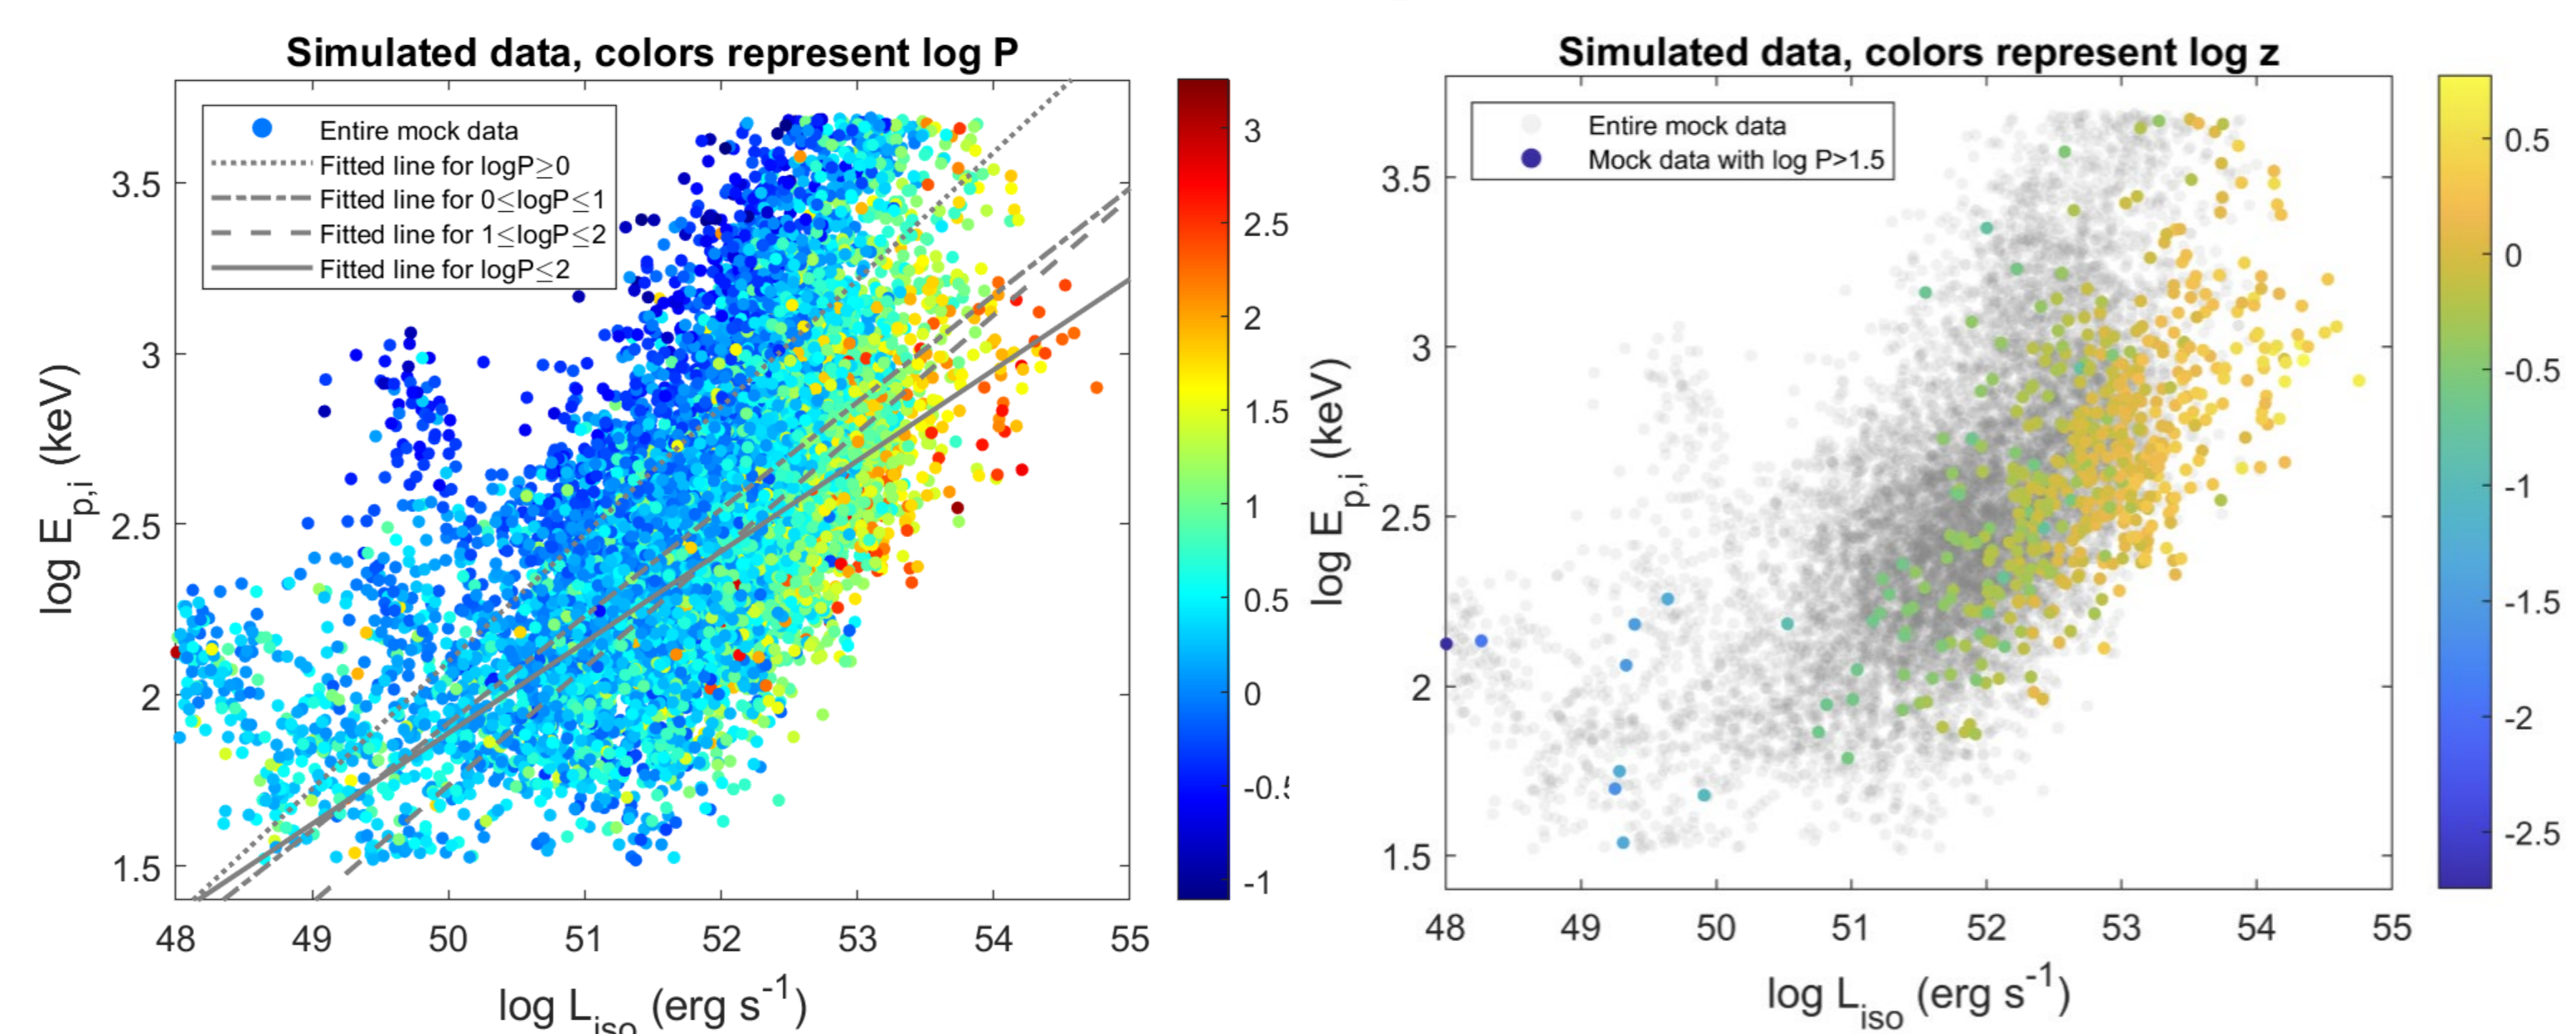 Simulated data, colors represent log P
Entire mock data
Fitted line for logP≥0
Fitted line for 0≤logP≤1
Fitted line for 1≤logP≤2
Fitted line for logP≤2
3.5
3
2.5
2
1.5
log E_p,i (keV)
48 49 50 51 52 53 54 55
log L_iso (erg s^-1)
3
2.5
2
1.5
1
0.5
0
-0.5
-1
Simulated data, colors represent log z
Entire mock data
Mock data with log P>1.5
3.5
3
2.5
2
1.5
log E_p,i (keV)
48 49 50 51 52 53 54 55
log L_iso (erg s^-1)
0.5
0
-0.5
-1
-1.5
-2
-2.5